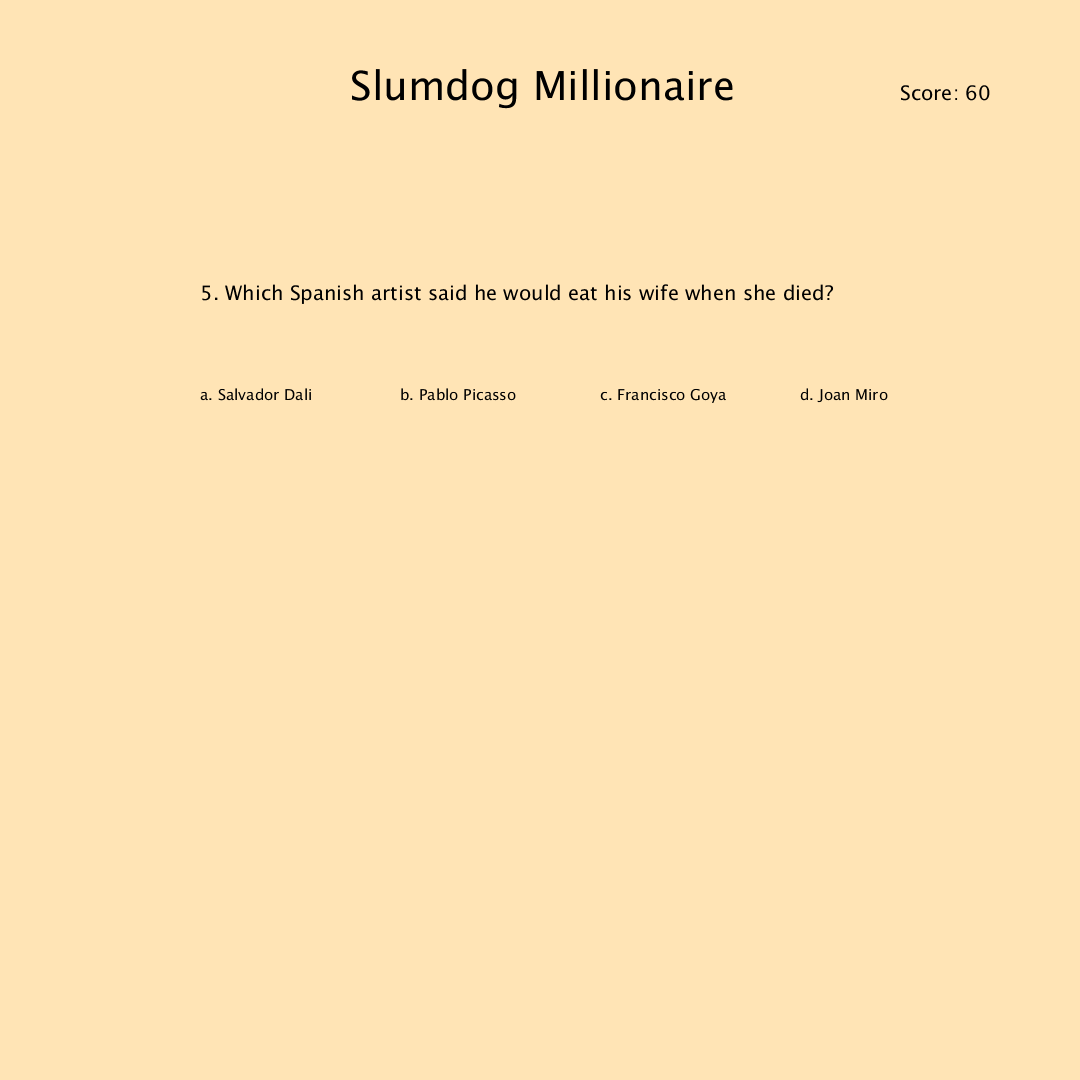 Slumdog Millionaire
Score: 60
5. Which Spanish artist said he would eat his wife when she died?
a. Salvador Dali b. Pablo Picasso c. Francisco Goya d. Joan Miro